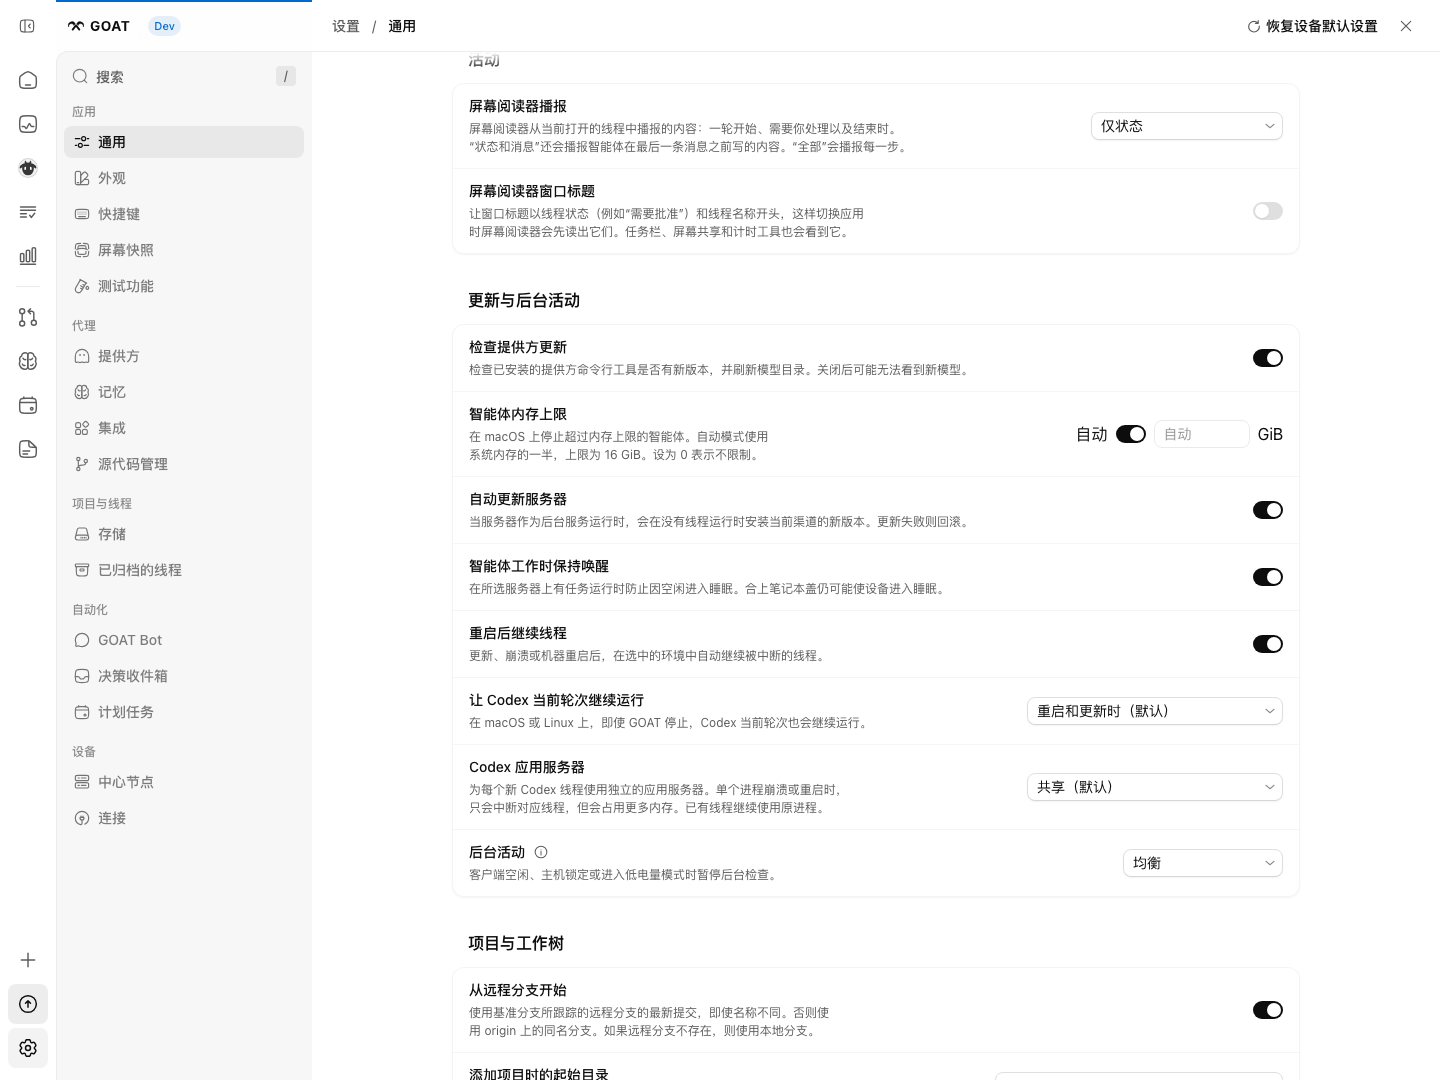 GOAT
Dev
设置 / 通用
恢复设备默认设置
搜索
/
应用
通用
外观
快捷键
屏幕快照
测试功能
代理
提供方
记忆
集成
源代码管理
项目与线程
存储
已归档的线程
自动化
GOAT Bot
决策收件箱
计划任务
设备
中心节点
连接
活动
屏幕阅读器播报
屏幕阅读器从当前打开的线程中播报的内容：一轮开始、需要你处理以及结束时。
“状态和消息”还会播报智能体在最后一条消息之前写的内容。“全部”会播报每一步。
仅状态
屏幕阅读器窗口标题
让窗口标题以线程状态（例如“需要批准”）和线程名称开头，这样切换应用
时屏幕阅读器会先读出它们。任务栏、屏幕共享和计时工具也会看到它。
更新与后台活动
检查提供方更新
检查已安装的提供方命令行工具是否有新版本，并刷新模型目录。关闭后可能无法看到新模型。
智能体内存上限
在 macOS 上停止超过内存上限的智能体。自动模式使用
系统内存的一半，上限为 16 GiB。设为 0 表示不限制。
自动
自动
GiB
自动更新服务器
当服务器作为后台服务运行时，会在没有线程运行时安装当前渠道的新版本。更新失败则回滚。
智能体工作时保持唤醒
在所选服务器上有任务运行时防止因空闲进入睡眠。合上笔记本盖仍可能使设备进入睡眠。
重启后继续线程
更新、崩溃或机器重启后，在选中的环境中自动继续被中断的线程。
让 Codex 当前轮次继续运行
在 macOS 或 Linux 上，即使 GOAT 停止，Codex 当前轮次也会继续运行。
重启和更新时（默认）
Codex 应用服务器
为每个新 Codex 线程使用独立的应用服务器。单个进程崩溃或重启时，
只会中断对应线程，但会占用更多内存。已有线程继续使用原进程。
共享（默认）
后台活动
客户端空闲、主机锁定或进入低电量模式时暂停后台检查。
均衡
项目与工作树
从远程分支开始
使用基准分支所跟踪的远程分支的最新提交，即使名称不同。否则使
用 origin 上的同名分支。如果远程分支不存在，则使用本地分支。
添加项目时的起始目录